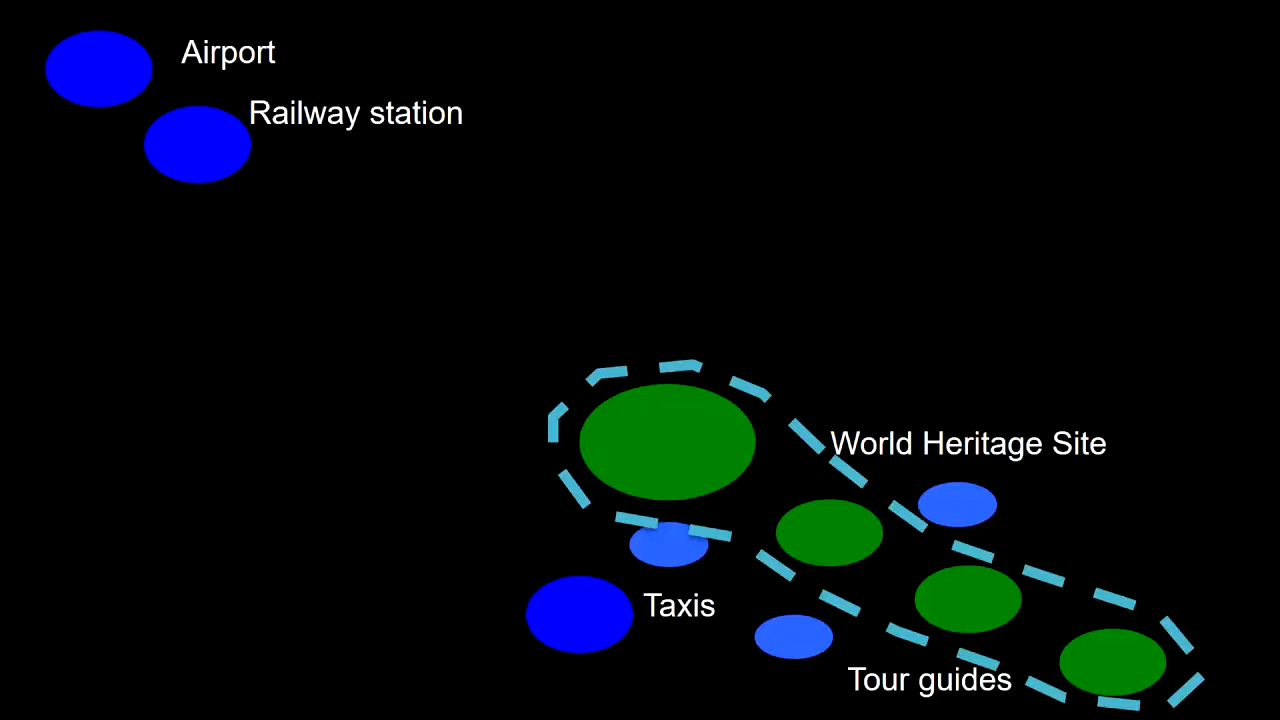 Airport
Railway station
World Heritage Site
Taxis
Tour guides